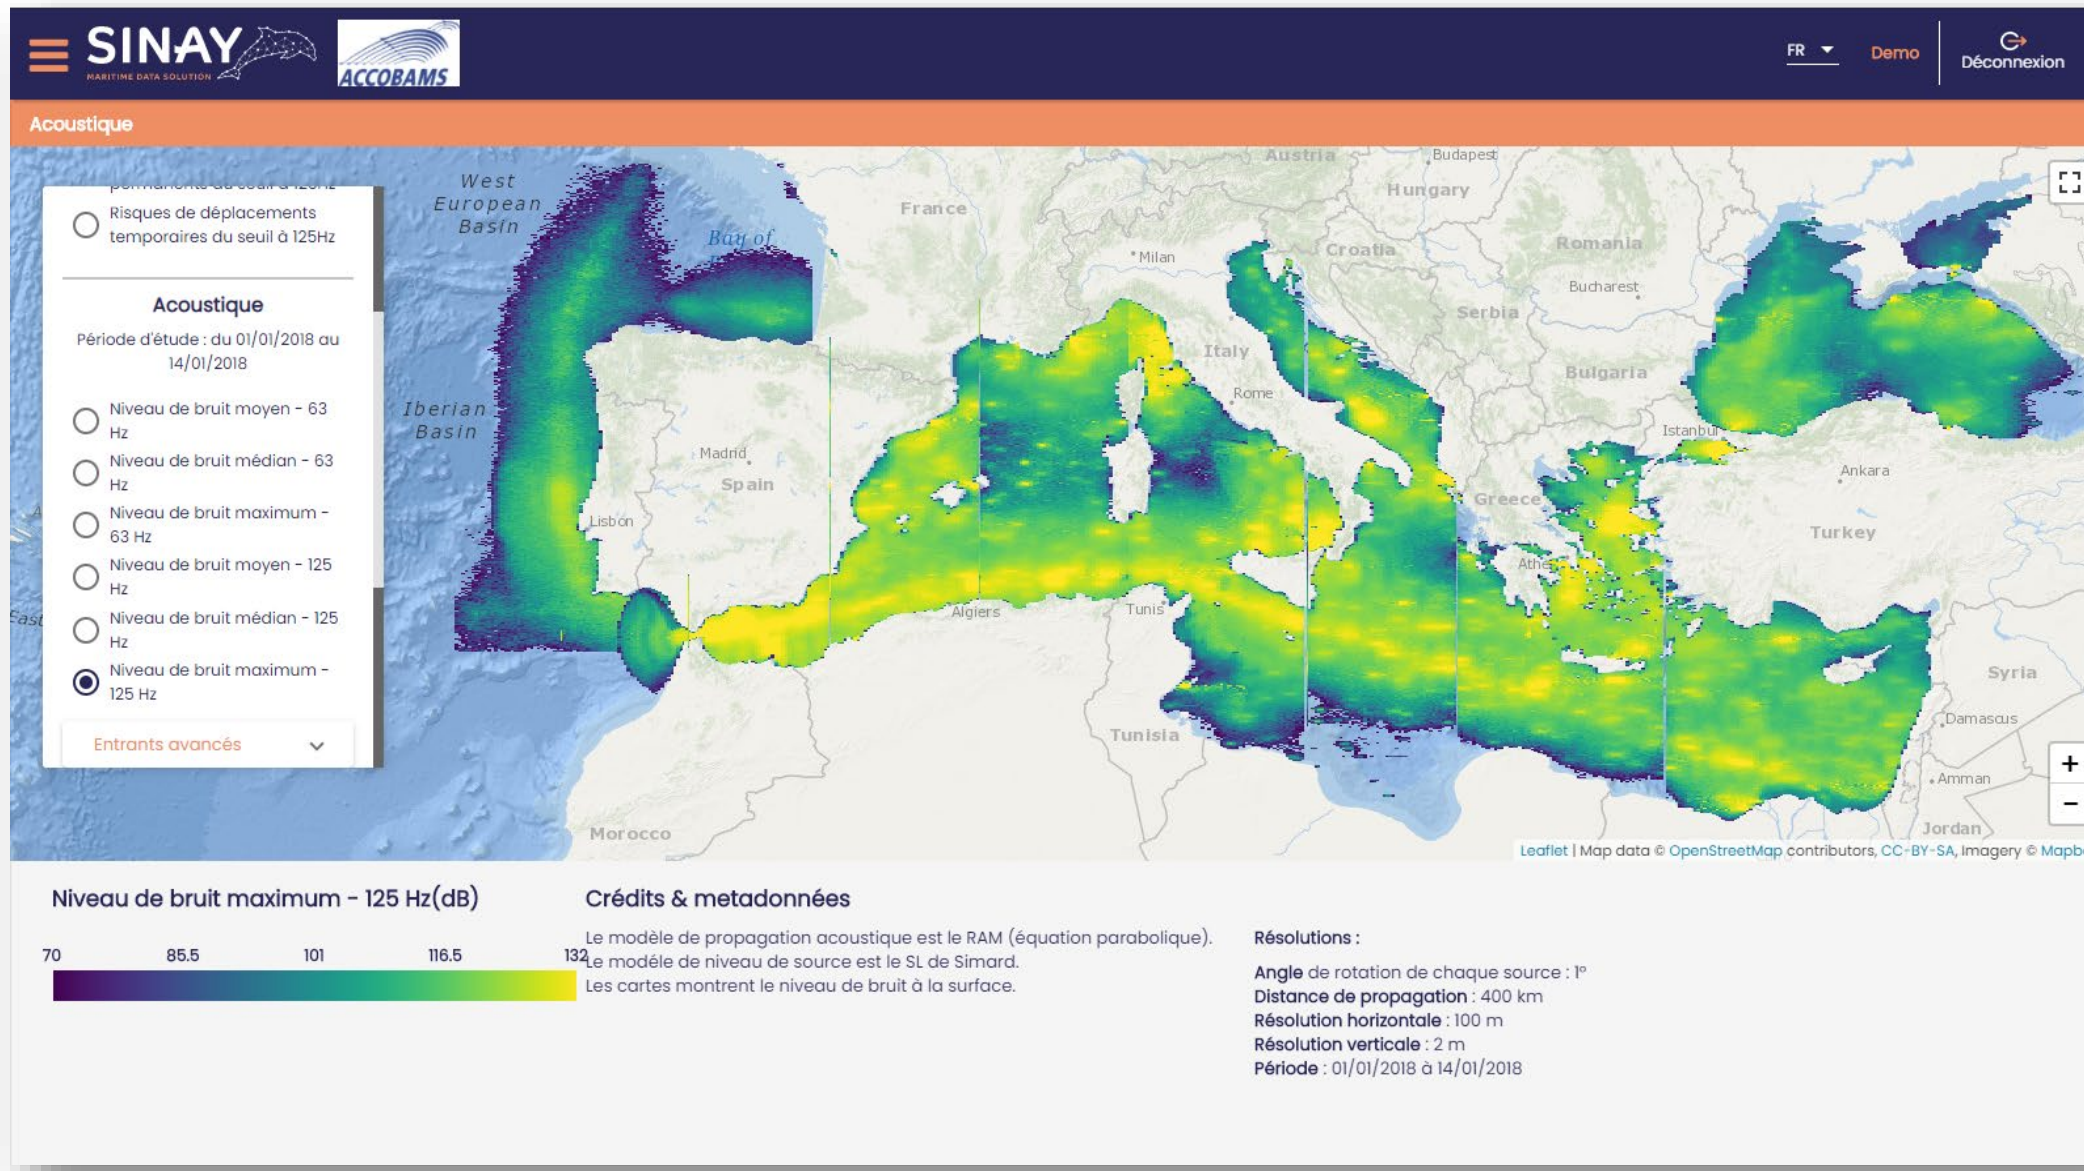 SINAY
MARITIME DATA SOLUTION
ACCOBAMS
FR
Demo
Déconnexion
Acoustique
Risques de déplacements
temporaires du seuil à 125Hz
Acoustique
Période d'étude : du 01/01/2018 au
14/01/2018
Niveau de bruit moyen - 63
Hz
Niveau de bruit médian - 63
Hz
Niveau de bruit maximum -
63 Hz
Niveau de bruit moyen - 125
Hz
Niveau de bruit médian - 125
Hz
Niveau de bruit maximum -
125 Hz
Entrants avancés
West
European
Basin
Bay of
Iberian
Basin
France
Austria
Budapest
Hungary
Milan
Croatia
Romania
Bucharest
Serbia
Italy
Bulgaria
Rome
Istanbul
Madrid
Spain
Ankara
Greece
Lisbon
Turkey
Athe
Algiers
Tunis
Syria
Damascus
Tunisia
Amman
Morocco
Jordan
+
−
Leaflet | Map data © OpenStreetMap contributors, CC-BY-SA, Imagery © Mapb
Niveau de bruit maximum - 125 Hz(dB)
70 85.5 101 116.5 132
Crédits & metadonnées
Le modèle de propagation acoustique est le RAM (équation parabolique).
Le modéle de niveau de source est le SL de Simard.
Les cartes montrent le niveau de bruit à la surface.
Résolutions :
Angle de rotation de chaque source : 1°
Distance de propagation : 400 km
Résolution horizontale : 100 m
Résolution verticale : 2 m
Période : 01/01/2018 à 14/01/2018